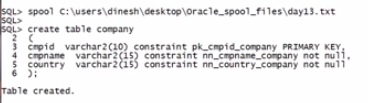 SQL> spool C:\users\dinesh\desktop\Oracle_spool_files\day13.txt
SQL>
SQL> create table company
2 (
3 cmpid varchar2(10) constraint pk_cmpid_company PRIMARY KEY,
4 cmpname varchar2(15) constraint nn_cmpname_company not null,
5 country varchar2(15) constraint nn_country_company not null
6 );
Table created.